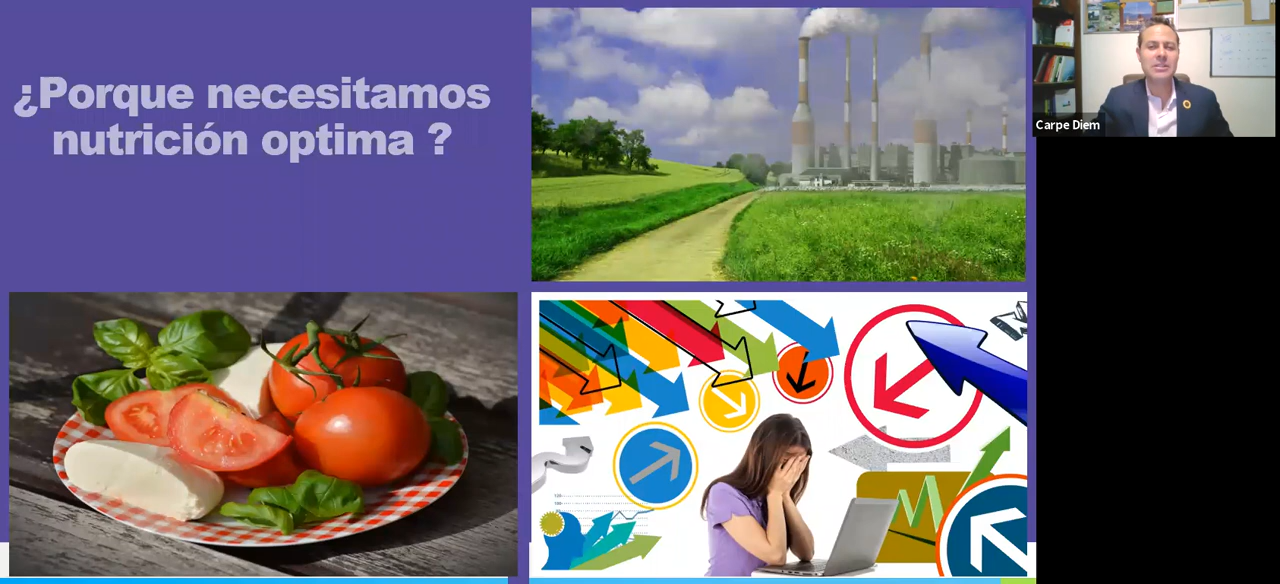 ¿Porque necesitamos
nutrición optima ?
Carpe Diem